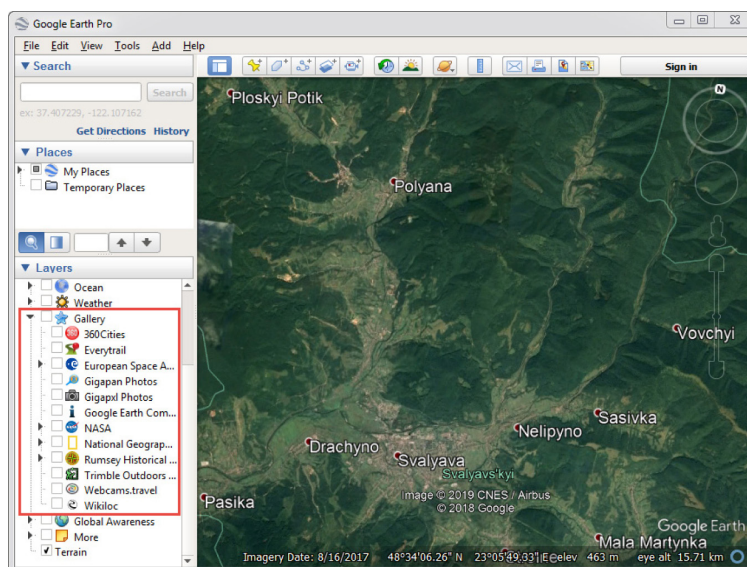 Google Earth Pro
File Edit View Tools Add Help
Search
Search
ex: 37.407229, -122.107162
Get Directions History
Places
My Places
Temporary Places
Layers
Ocean
Weather
Gallery
360Cities
Everytrail
European Space A...
Gigapan Photos
Gigapxl Photos
Google Earth Com...
NASA
National Geograp...
Rumsey Historical ...
Trimble Outdoors ...
Webcams.travel
Wikiloc
Global Awareness
More
Terrain
Sign in
N
Ploskyi Potik
Polyana
Vovchyi
Sasivka
Nelipyno
Drachyno
Svalyava
Svalyavs'kyi
Pasika
Image © 2019 CNES / Airbus
© 2018 Google
Google Earth
Mala Martynka
Imagery Date: 8/16/2017 48°34'06.26" N elev 463 m eye alt 15.71 km